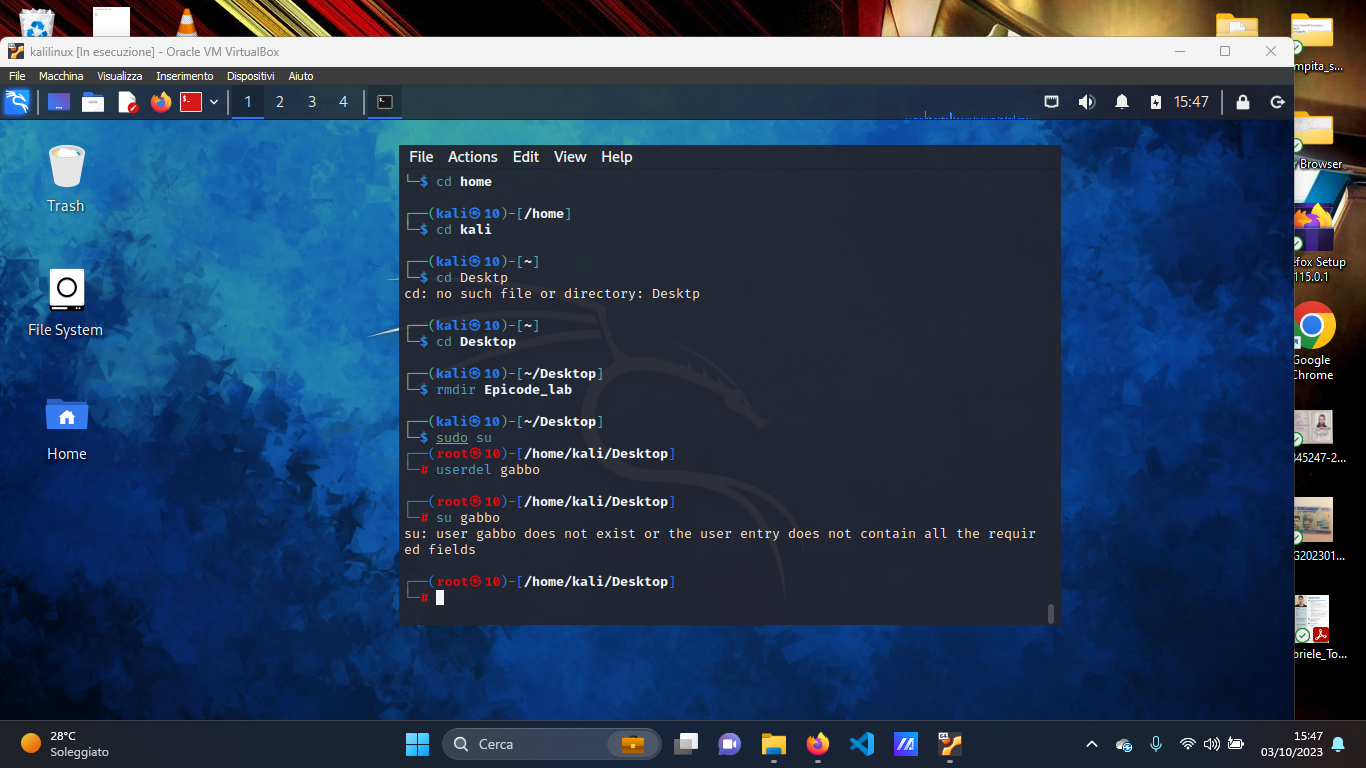 kalilinux [In esecuzione] - Oracle VM VirtualBox
File Macchina Visualizza Inserimento Dispositivi Aiuto
1 2 3 4 15:47
File Actions Edit View Help
└─$ cd home
┌──(kali㉿10)-[/home]
└─$ cd kali
┌──(kali㉿10)-[~]
└─$ cd Desktp
cd: no such file or directory: Desktp
┌──(kali㉿10)-[~]
└─$ cd Desktop
┌──(kali㉿10)-[~/Desktop]
└─$ rmdir Epicode_lab
┌──(kali㉿10)-[~/Desktop]
└─$ sudo su
┌──(root㉿10)-[/home/kali/Desktop]
└─# userdel gabbo
┌──(root㉿10)-[/home/kali/Desktop]
└─# su gabbo
su: user gabbo does not exist or the user entry does not contain all the requir
ed fields
┌──(root㉿10)-[/home/kali/Desktop]
└─#
Trash
File System
Home
mpita_s...
r Browser
efox Setup
115.0.1
Google
Chrome
45247-2...
G202301...
briele_To...
28°C
Soleggiato
Cerca
15:47
03/10/2023